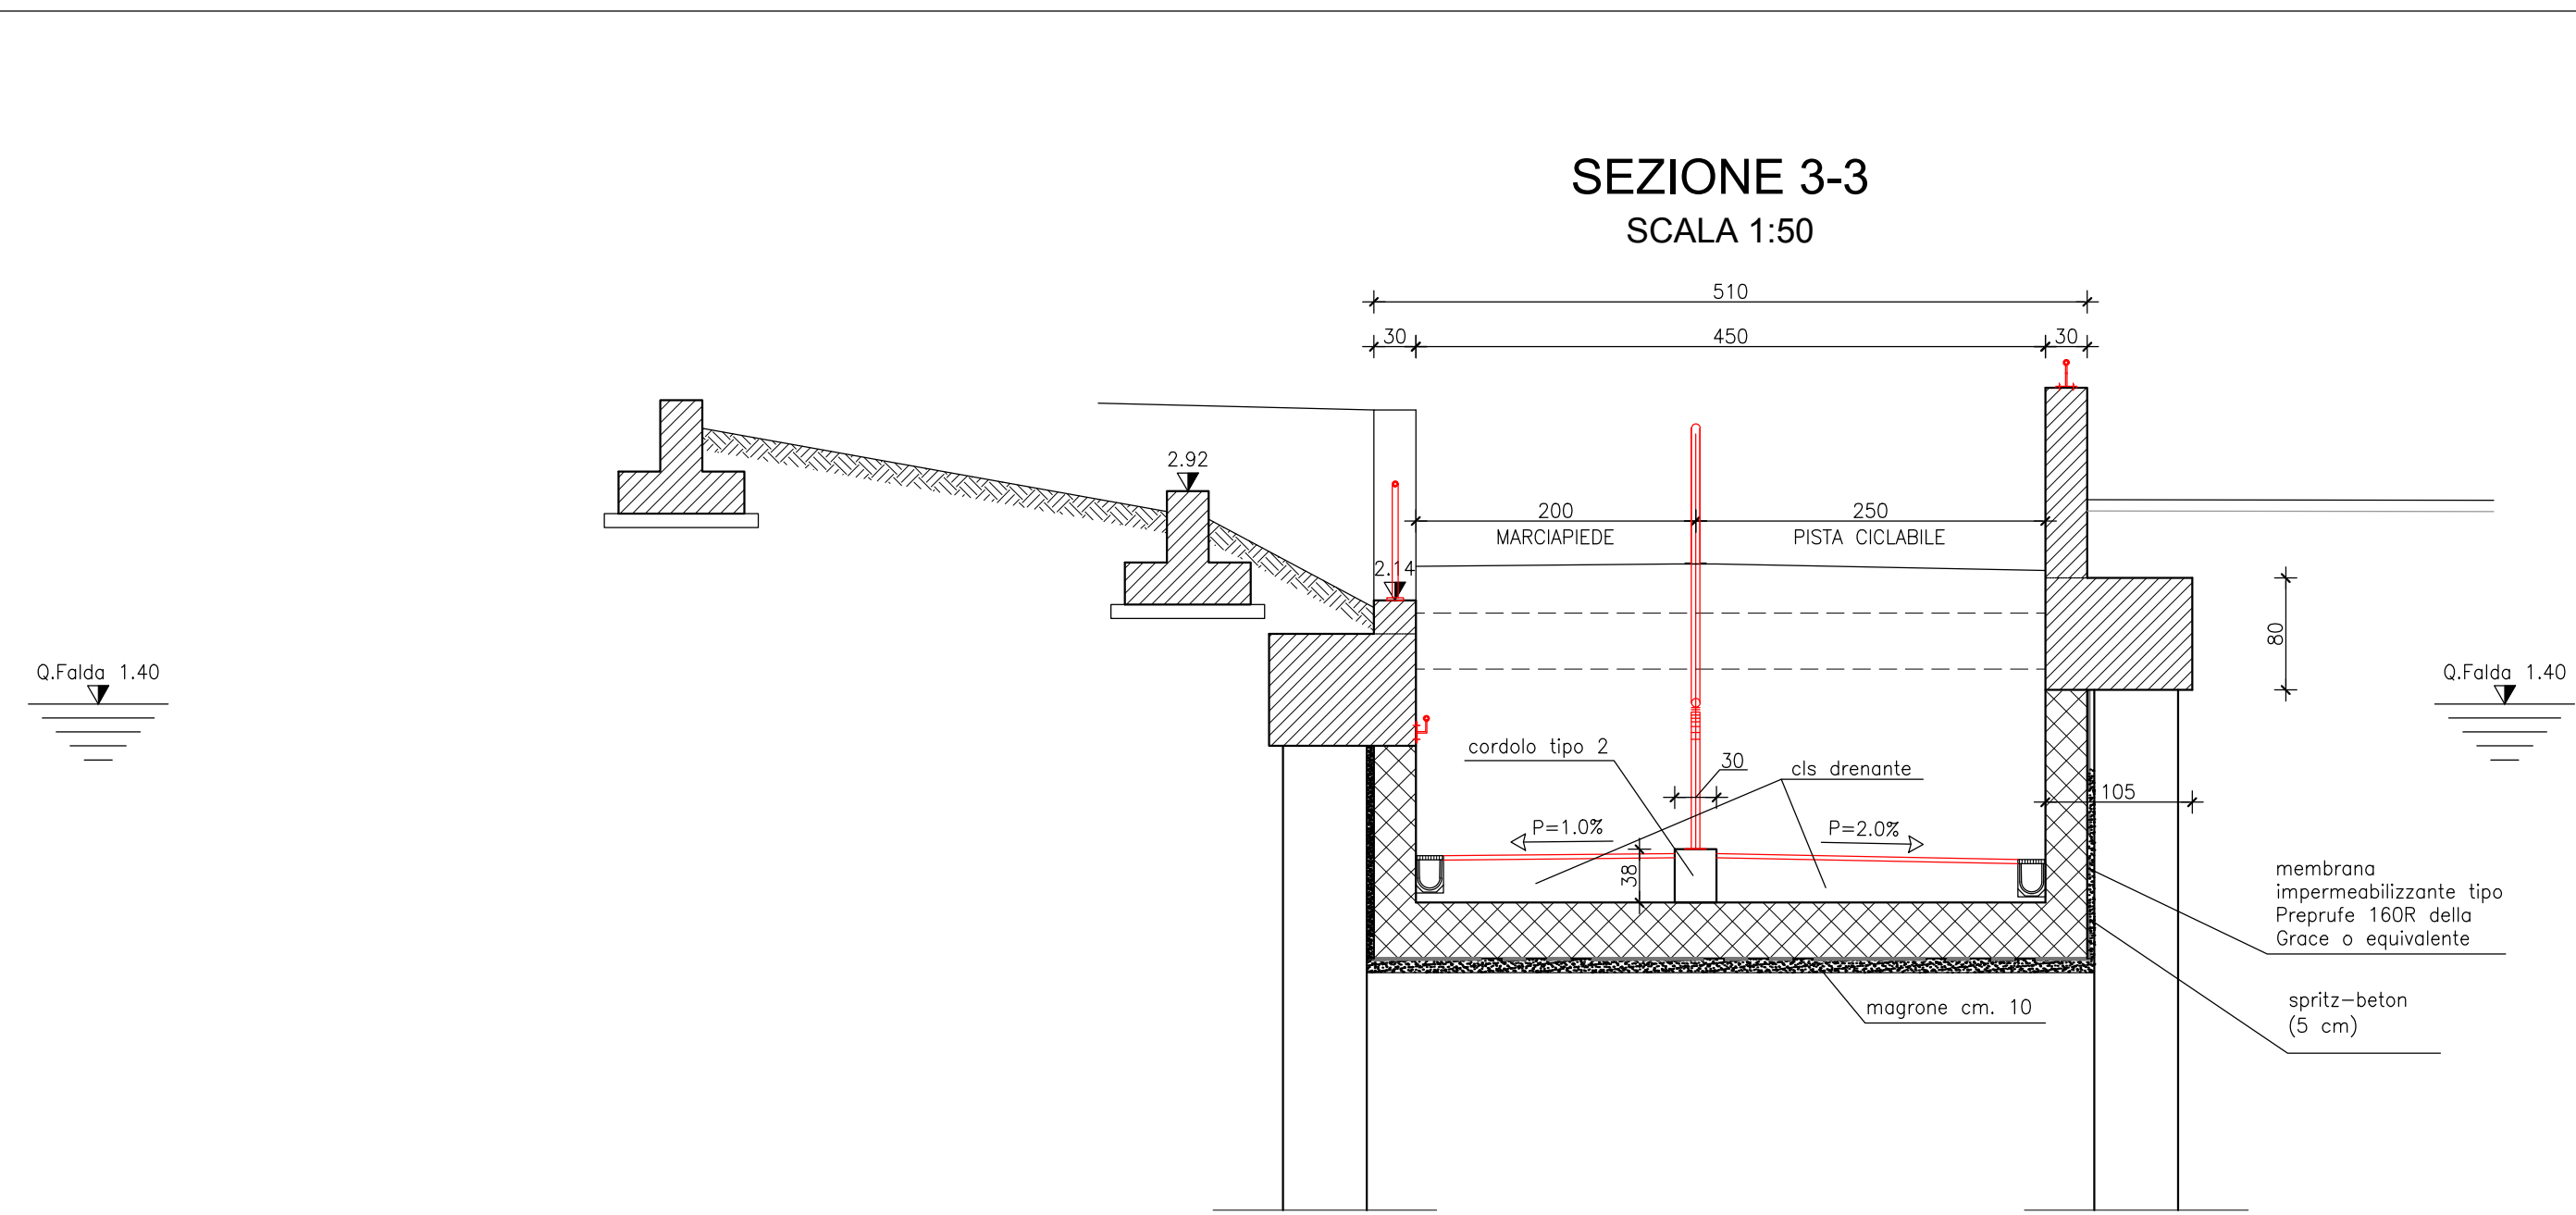 SEZIONE 3-3
SCALA 1:50
510
30
450
30
2.92
200
250
MARCIAPIEDE
PISTA CICLABILE
2.14
80
Q.Falda 1.40
Q.Falda 1.40
cordolo tipo 2
30
cls drenante
105
P=1.0%
P=2.0%
38
membrana
impermeabilizzante tipo
Preprufe 160R della
Grace o equivalente
magrone cm. 10
spritz-beton
(5 cm)